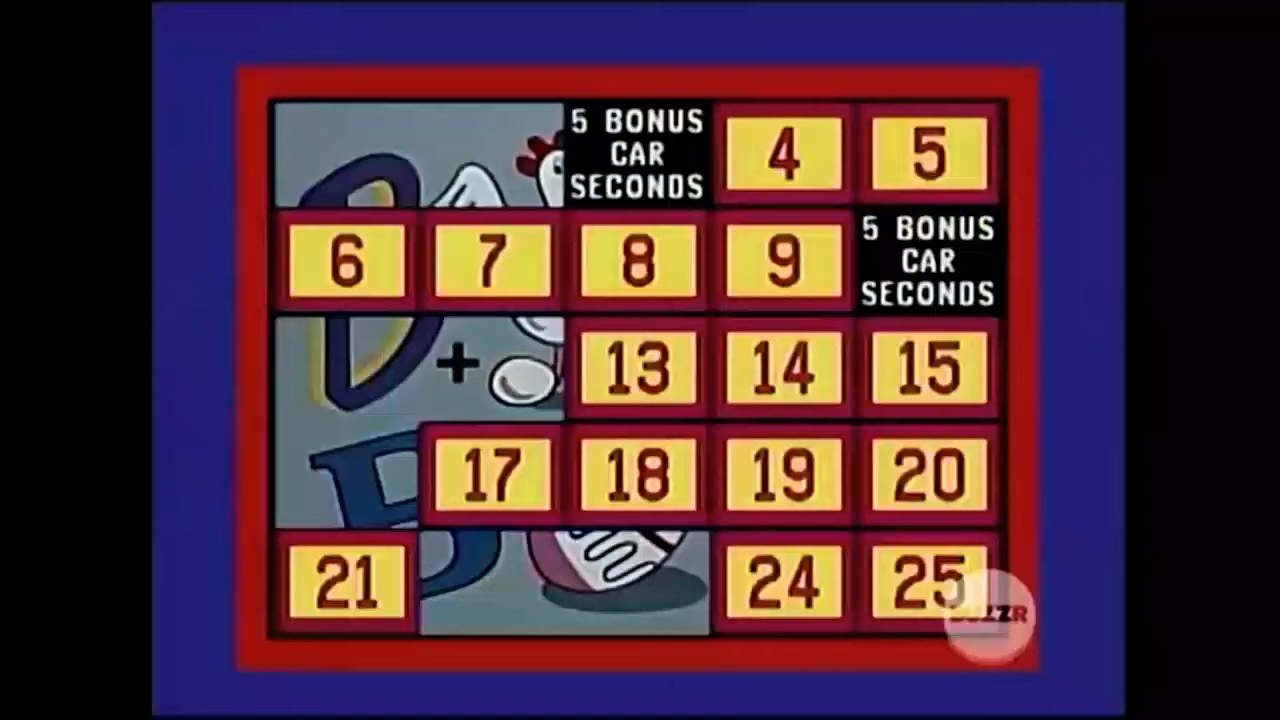 5 BONUS
CAR
SECONDS
4 5
6 7 8 9
5 BONUS
CAR
SECONDS
D
+
13 14 15
B
17 18 19 20
21 24 25
BUZZR